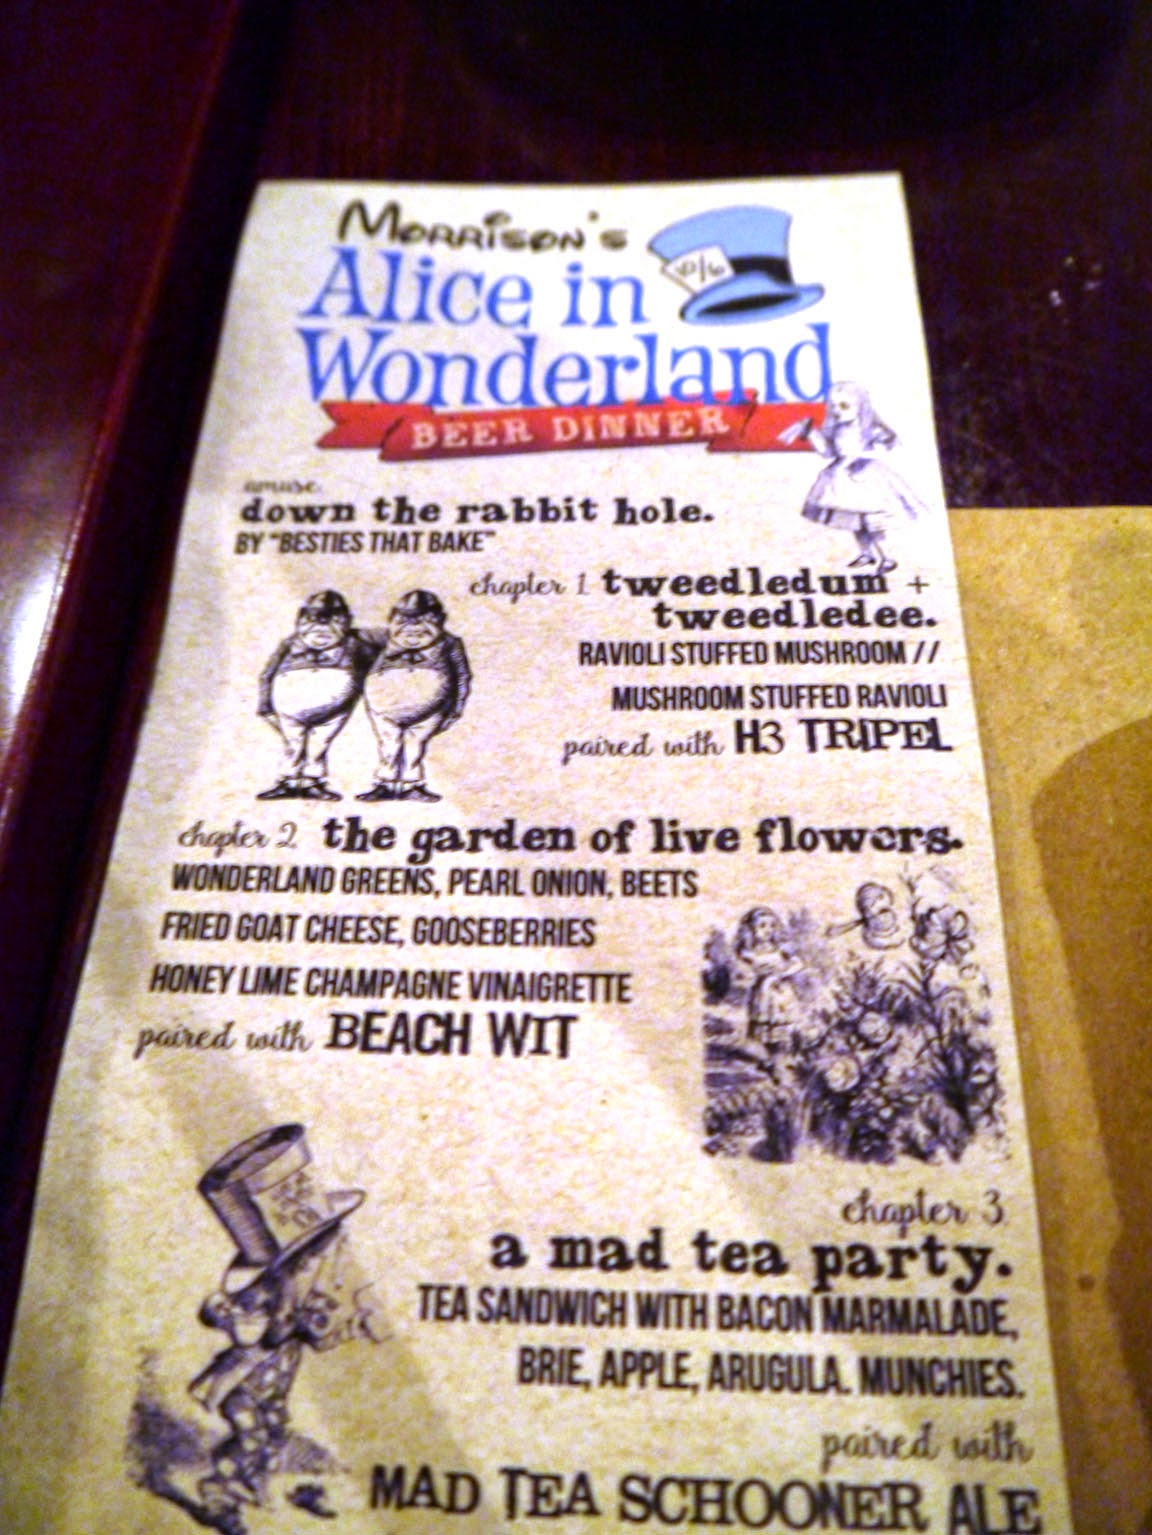 Morrison's
Alice in
10/6
Wonderland
BEER DINNER
amuse.
down the rabbit hole.
BY "BESTIES THAT BAKE"
chapter 1 tweedledum +
tweedledee.
RAVIOLI STUFFED MUSHROOM //
MUSHROOM STUFFED RAVIOLI
paired with H3 TRIPEL
chapter 2 the garden of live flowers.
WONDERLAND GREENS, PEARL ONION, BEETS
FRIED GOAT CHEESE, GOOSEBERRIES
HONEY LIME CHAMPAGNE VINAIGRETTE
paired with BEACH WIT
chapter 3
a mad tea party.
TEA SANDWICH WITH BACON MARMALADE,
BRIE, APPLE, ARUGULA. MUNCHIES.
paired with
MAD TEA SCHOONER ALE